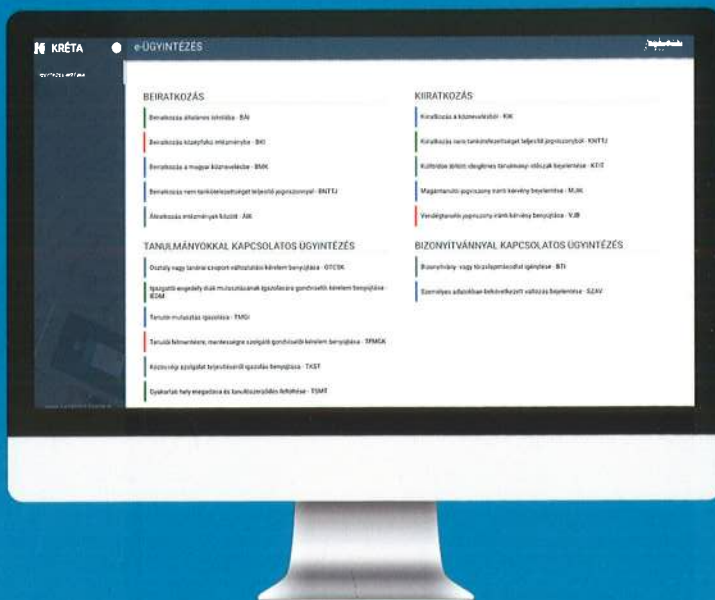 KRÉTA
e-ÜGYINTÉZÉS
BEIRATKOZÁS
Beiratkozás általános iskolába - BÁI
Beiratkozás középfokú intézménybe - BKI
Beiratkozás a magyar köznevelésbe - BMK
Beiratkozás nem tankötelezettséget teljesítő jogviszonnyal - BNTTJ
Átiratkozás intézmények között - ÁIK
KIIRATKOZÁS
Kiiratkozás a köznevelésből - KIK
Kiiratkozás nem tankötelezettséget teljesítő jogviszonyból - KNTTJ
Külföldön töltött ideiglenes tanulmányi időszak bejelentése - KTIT
Magántanulói jogviszony iránti kérvény bejelentése - MJIK
Vendégtanulói jogviszony iránti kérvény benyújtása - VJB
TANULMÁNYOKKAL KAPCSOLATOS ÜGYINTÉZÉS
Osztály vagy tanórai csoport változtatási kérelem benyújtása - OTCSK
Igazgatói engedély diák mulasztásának igazolására gondviselői kérelem benyújtása -
IEDM
Tanulói mulasztás igazolása - TMGI
Tanulói felmentésre, mentességre szolgáló gondviselői kérelem benyújtása - TFMGK
Közösségi szolgálat teljesítéséről igazolás benyújtása - TKST
Gyakorlati hely megadása és tanulószerződés feltöltése - TSMT
BIZONYÍTVÁNNYAL KAPCSOLATOS ÜGYINTÉZÉS
Bizonyítvány- vagy törzslapmásodlat igénylése - BTI
Személyes adatokban bekövetkezett változás bejelentése - SZAV